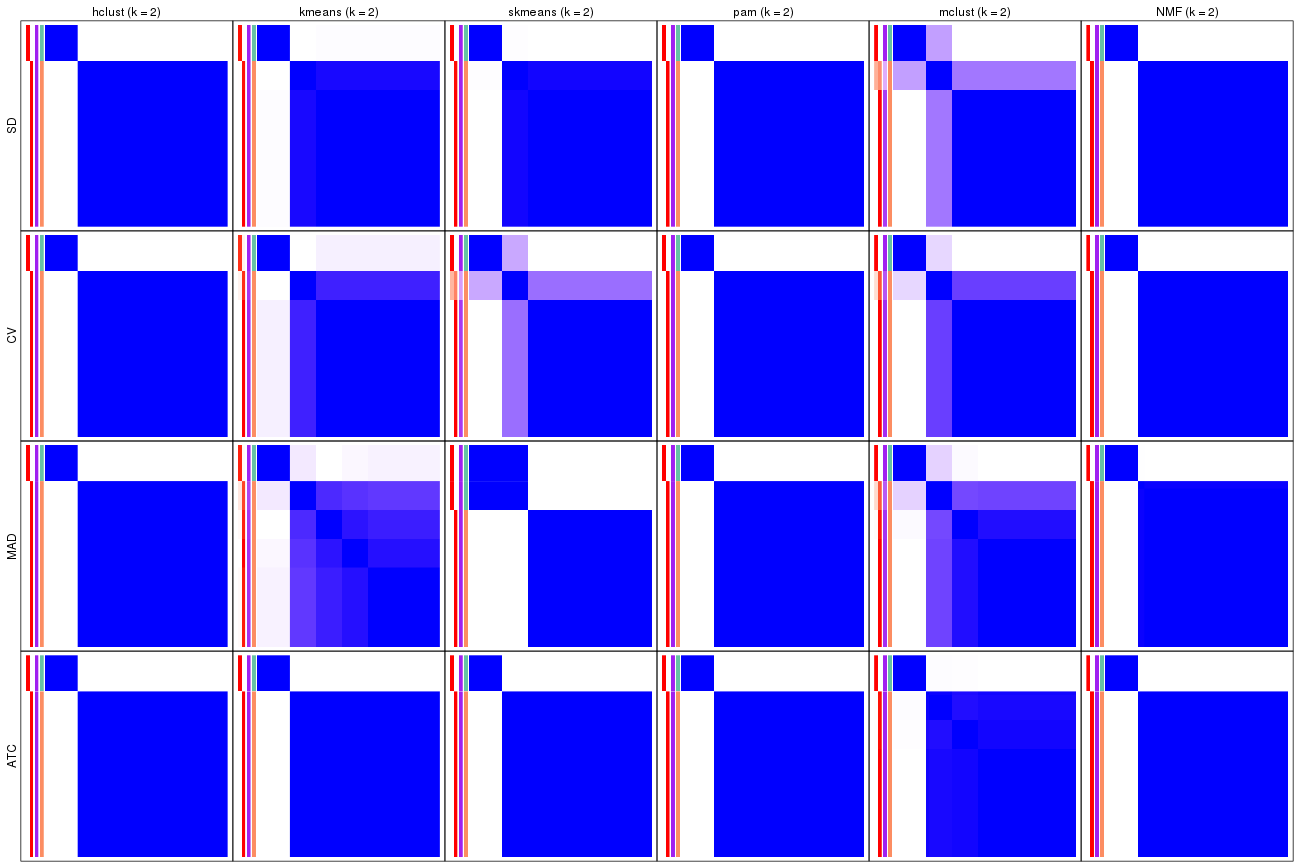 hclust (k = 2)
kmeans (k = 2)
skmeans (k = 2)
pam (k = 2)
mclust (k = 2)
NMF (k = 2)
SD
CV
MAD
ATC